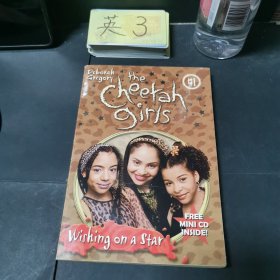 英 3
Deborah
Gregory
the
cheetah
girls
#1
FREE
MINI CD
INSIDE!
Wishing on a Star